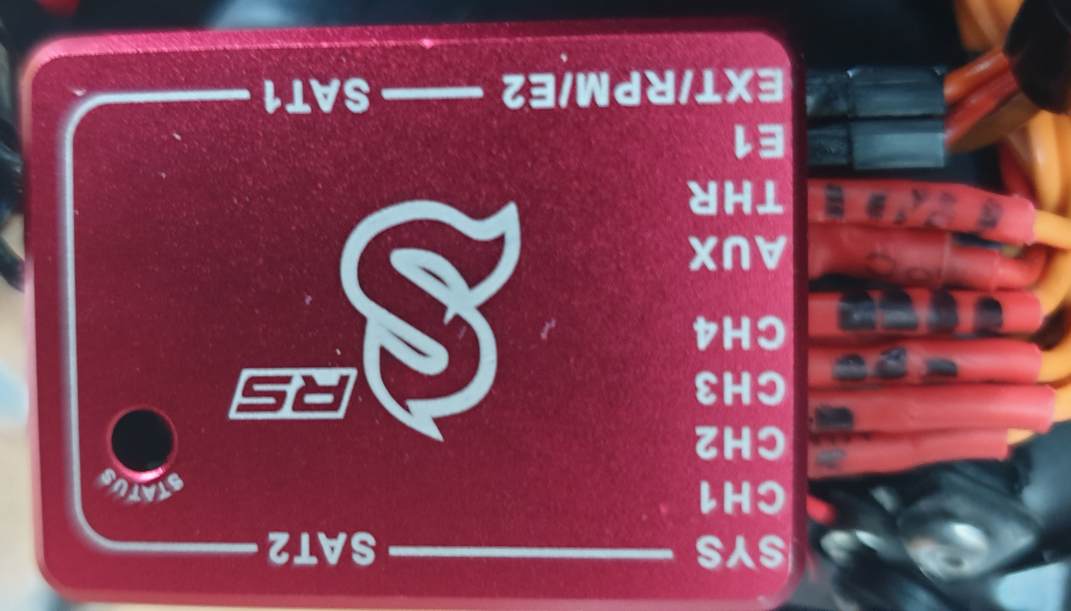 SYS
SAT2
CH1
CH2
CH3
CH4
AUX
THR
E1
EXT/RPM/E2
SAT1
STATUS
RS